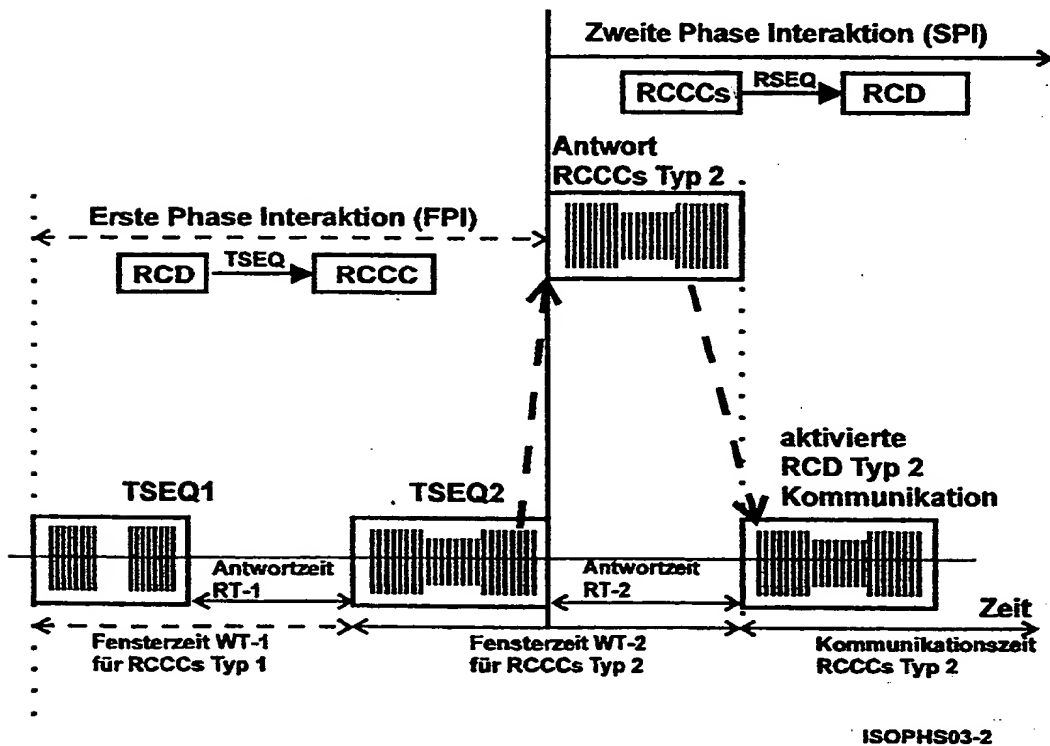 Zweite Phase Interaktion (SPI)
RCCCs
RSEQ
RCD
Antwort
RCCCs Typ 2
Erste Phase Interaktion (FPI)
RCD
TSEQ
RCCC
aktivierte
RCD Typ 2
Kommunikation
TSEQ1
TSEQ2
Antwortzeit
RT-1
Antwortzeit
RT-2
Zeit
Fensterzeit WT-1
für RCCCs Typ 1
Fensterzeit WT-2
für RCCCs Typ 2
Kommunikationszeit
RCCCs Typ 2
ISOPHS03-2